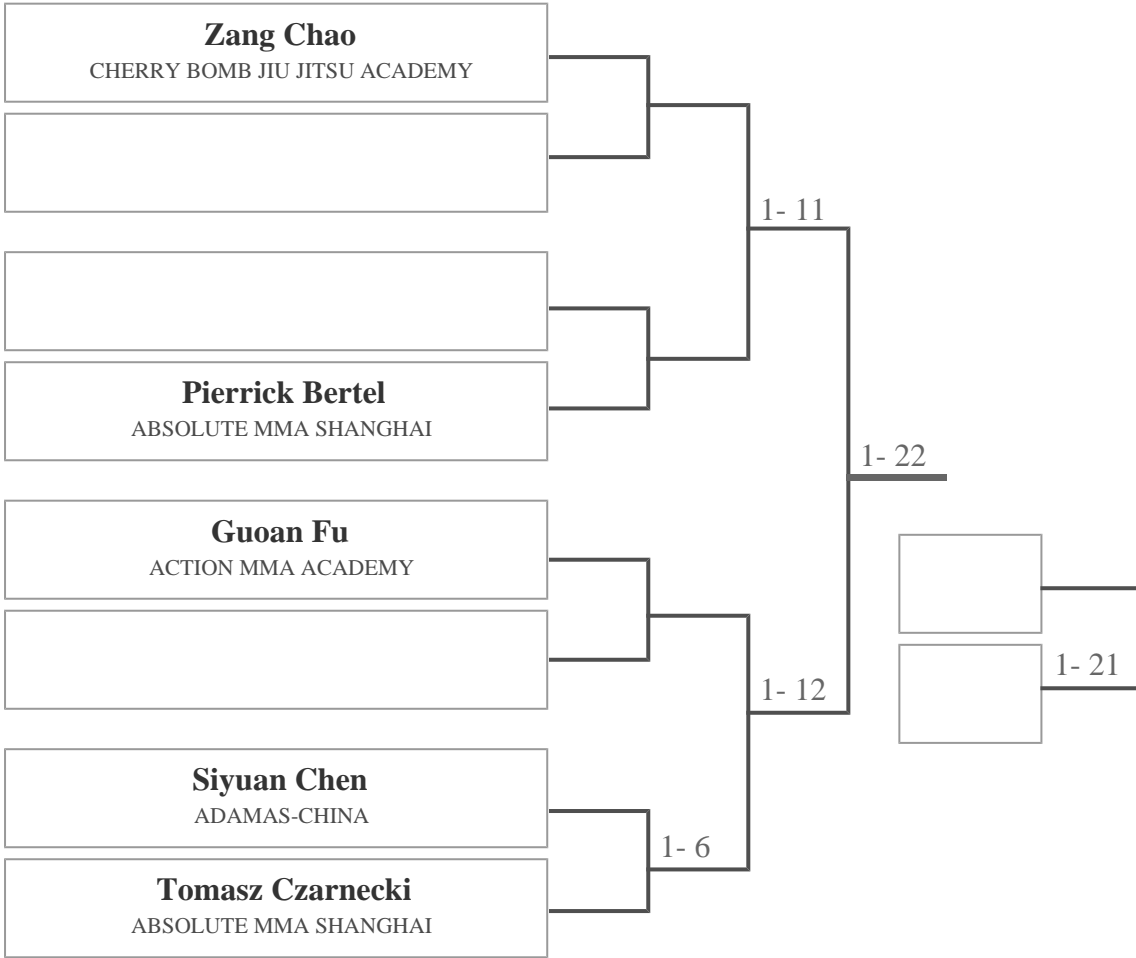 Zang Chao
CHERRY BOMB JIU JITSU ACADEMY
1- 11
Pierrick Bertel
ABSOLUTE MMA SHANGHAI
1- 22
Guoan Fu
ACTION MMA ACADEMY
1- 21
1- 12
Siyuan Chen
ADAMAS-CHINA
1- 6
Tomasz Czarnecki
ABSOLUTE MMA SHANGHAI